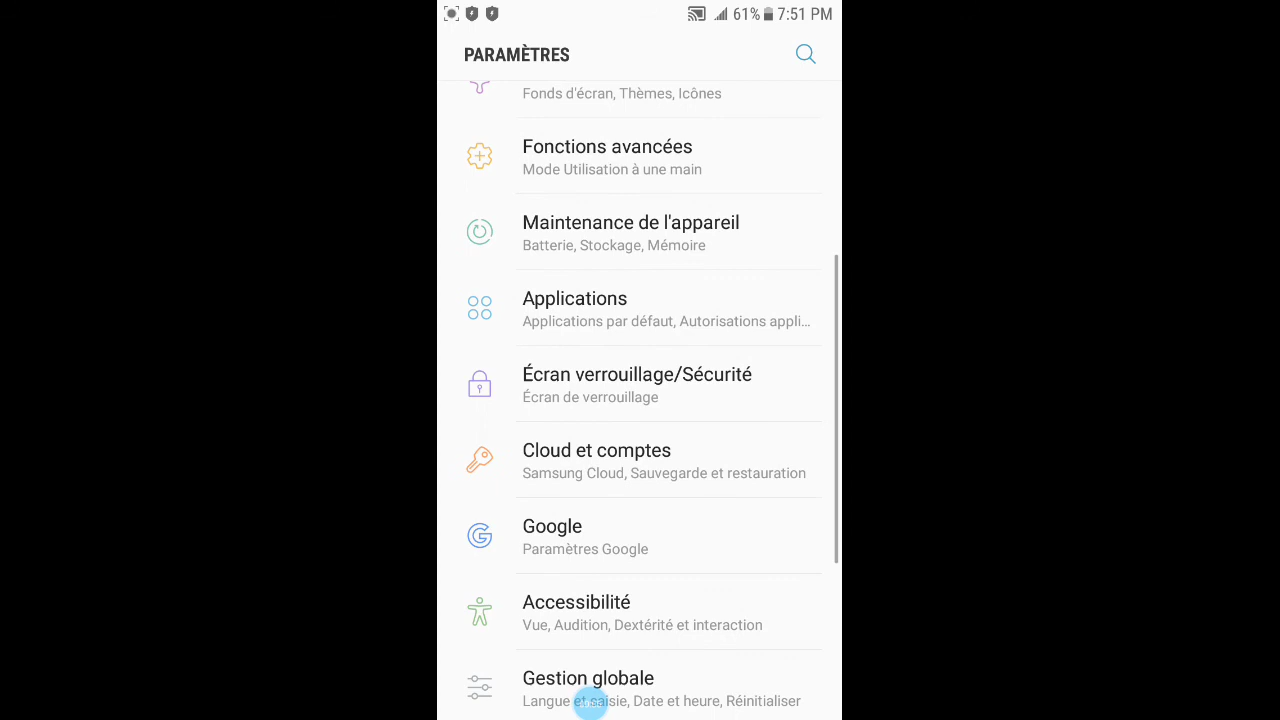 61% 7:51 PM
PARAMÈTRES
Fonds d'écran, Thèmes, Icônes
Fonctions avancées
Mode Utilisation à une main
Maintenance de l'appareil
Batterie, Stockage, Mémoire
Applications
Applications par défaut, Autorisations appli...
Écran verrouillage/Sécurité
Écran de verrouillage
Cloud et comptes
Samsung Cloud, Sauvegarde et restauration
Google
Paramètres Google
Accessibilité
Vue, Audition, Dextérité et interaction
Gestion globale
Langue et saisie, Date et heure, Réinitialiser